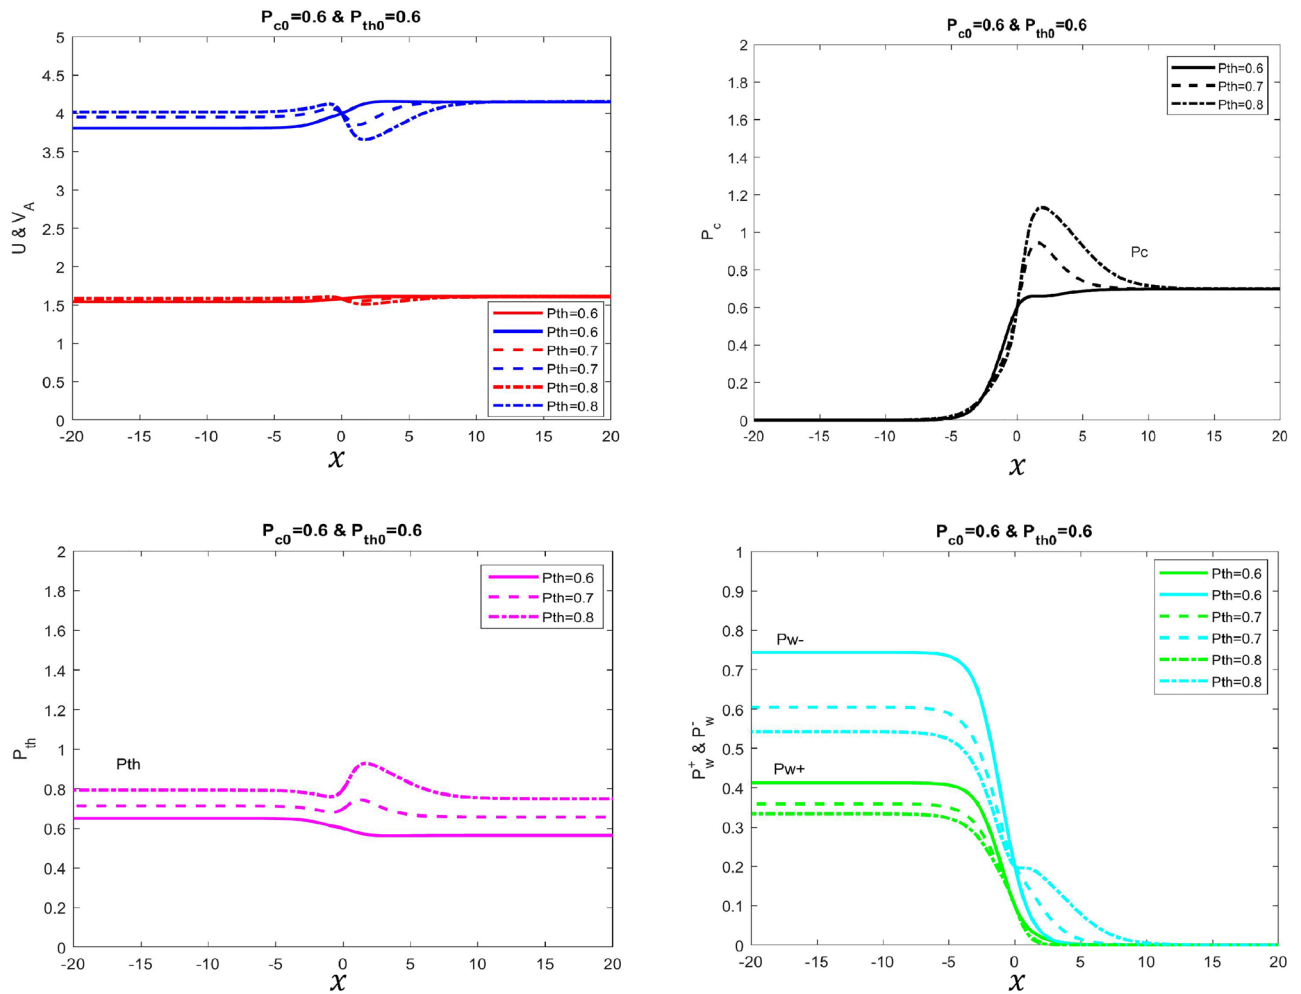 Pc0=0.6 & Pth0=0.6
5
4.5
4
3.5
3
2.5
2
1.5
1
0.5
0
U & VA
-20 -15 -10 -5 0 5 10 15 20
x
Pth=0.6
Pth=0.6
Pth=0.7
Pth=0.7
Pth=0.8
Pth=0.8
Pc0=0.6 & Pth0=0.6
2
1.8
1.6
1.4
1.2
1
0.8
0.6
0.4
0.2
0
Pc
-20 -15 -10 -5 0 5 10 15 20
x
Pth=0.6
Pth=0.7
Pth=0.8
Pc
Pc0=0.6 & Pth0=0.6
2
1.8
1.6
1.4
1.2
1
0.8
0.6
0.4
0.2
0
Pth
-20 -15 -10 -5 0 5 10 15 20
x
Pth=0.6
Pth=0.7
Pth=0.8
Pth
Pc0=0.6 & Pth0=0.6
1
0.9
0.8
0.7
0.6
0.5
0.4
0.3
0.2
0.1
0
Pw+ & Pw-
-20 -15 -10 -5 0 5 10 15 20
x
Pth=0.6
Pth=0.6
Pth=0.7
Pth=0.7
Pth=0.8
Pth=0.8
Pw-
Pw+